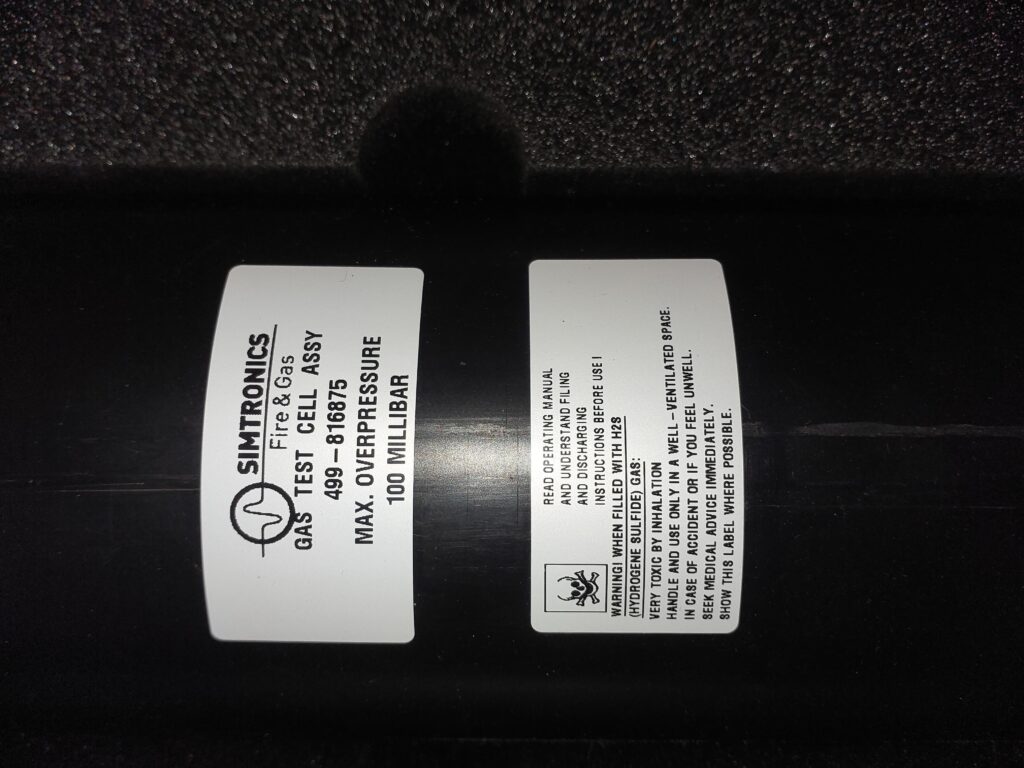 SIMTRONICS
Fire & Gas
GAS TEST CELL ASSY
499-816875
MAX. OVERPRESSURE
100 MILLIBAR
READ OPERATING MANUAL
AND UNDERSTAND FILING
AND DISCHARGING
INSTRUCTIONS BEFORE USE!
WARNING! WHEN FILLED WITH H2S
(HYDROGENE SULFIDE) GAS:
VERY TOXIC BY INHALATION
HANDLE AND USE ONLY IN A WELL-VENTILATED SPACE.
IN CASE OF ACCIDENT OR IF YOU FEEL UNWELL.
SEEK MEDICAL ADVICE IMMEDIATELY.
SHOW THIS LABEL WHERE POSSIBLE.